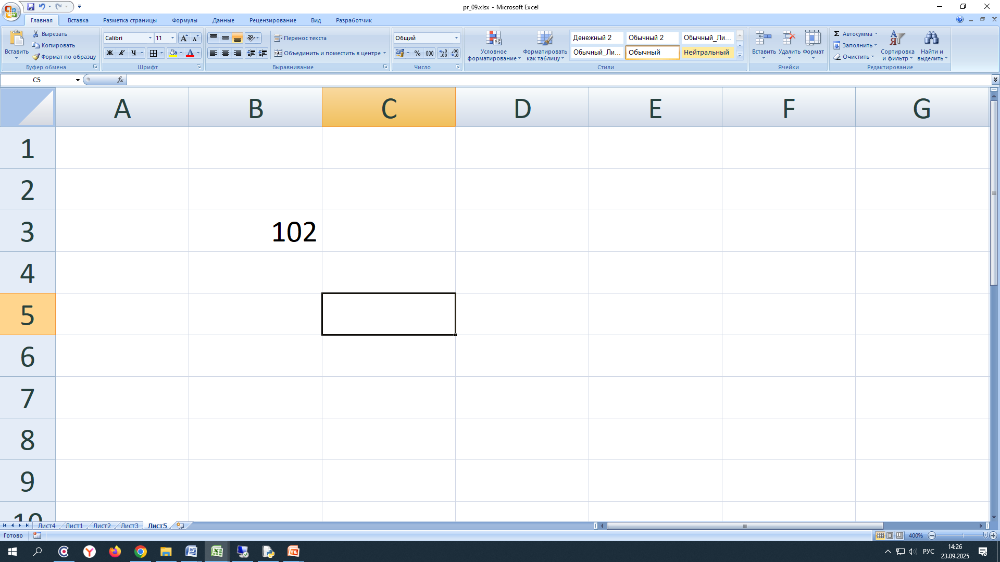 pr_09.xlsx - Microsoft Excel
Главная Вставка Разметка страницы Формулы Данные Рецензирование Вид Разработчик
Вставить
Вырезать
Копировать
Формат по образцу
Буфер обмена
Calibri 11
Ж К Ч
Шрифт
Перенос текста
Объединить и поместить в центре
Выравнивание
Общий
% 000
Число
Условное форматирование
Форматировать как таблицу
Денежный 2 Обычный 2 Обычный_Ли...
Обычный_Ли... Обычный Нейтральный
Стили
Вставить Удалить Формат
Ячейки
Σ Автосумма
Заполнить
Очистить
Сортировка и фильтр
Найти и выделить
Редактирование
C5 fx
A B C D E F G
1
2
3 102
4
5
6
7
8
9
10
Лист4 Лист1 Лист2 Лист3 Лист5
Готово 400%
РУС 14:26
23.09.2025